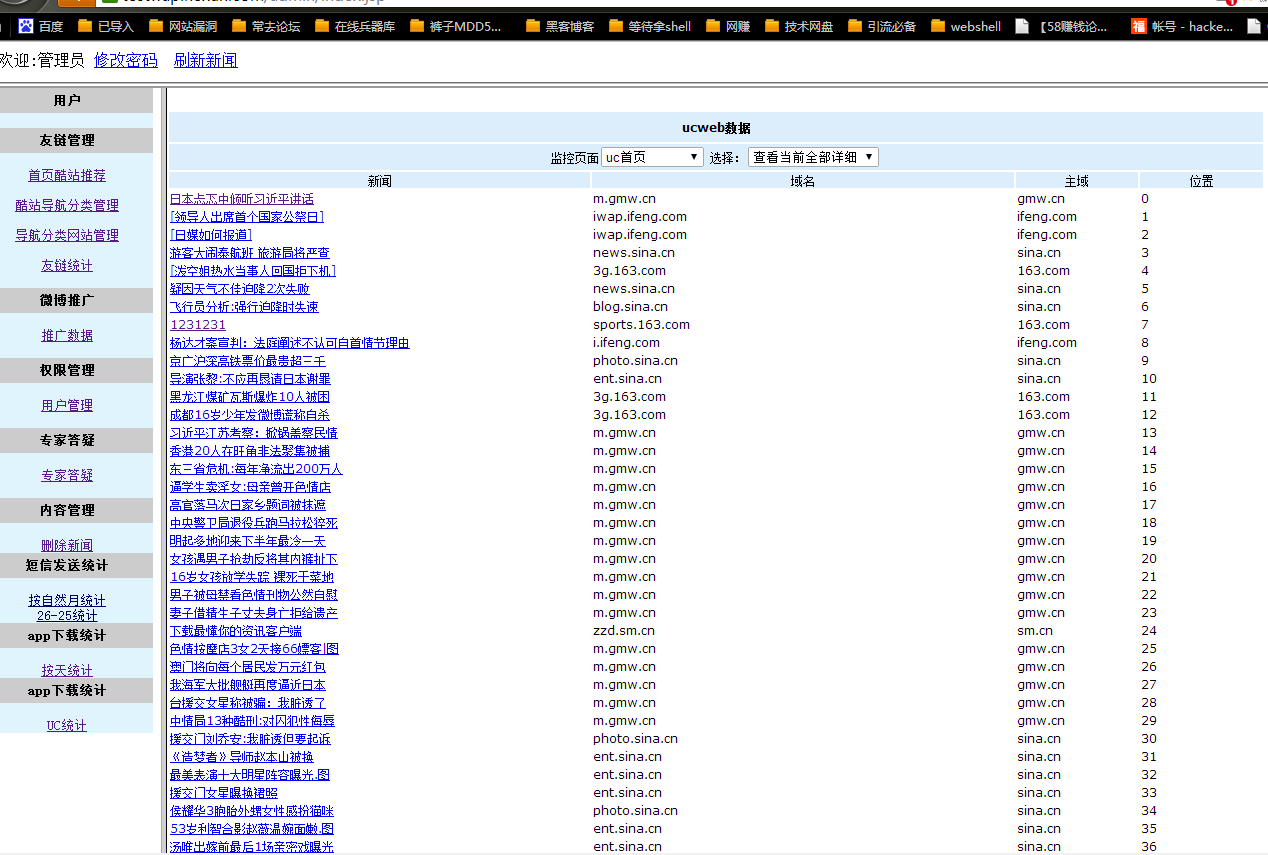 百度 已导入 网站漏洞 常去论坛 在线兵器库 裤子MDD5... 黑客博客 等待拿shell 网赚 技术网盘 引流必备 webshell 【58赚钱论... 福 帐号 - hacke...
欢迎:管理员 修改密码 刷新新闻
用户
友链管理
首页酷站推荐
酷站导航分类管理
导航分类网站管理
友链统计
微博推广
推广数据
权限管理
用户管理
专家答疑
专家答疑
内容管理
删除新闻
短信发送统计
按自然月统计
26-25统计
app下载统计
按天统计
app下载统计
UC统计
ucweb数据
监控页面 uc首页 选择: 查看当前全部详细
新闻 域名 主域 位置
日本忐忑中倾听习近平讲话 m.gmw.cn gmw.cn 0
[领导人出席首个国家公祭日] iwap.ifeng.com ifeng.com 1
[日媒如何报道] iwap.ifeng.com ifeng.com 2
游客大闹泰航班 旅游局将严查 news.sina.cn sina.cn 3
[泼空姐热水当事人回国拒下机] 3g.163.com 163.com 4
疑因天气不佳迫降2次失败 news.sina.cn sina.cn 5
飞行员分析:强行迫降时失速 blog.sina.cn sina.cn 6
1231231 sports.163.com 163.com 7
杨达才案宣判：法庭阐述不认可自首情节理由 i.ifeng.com ifeng.com 8
京广沪深高铁票价最贵超三千 photo.sina.cn sina.cn 9
导演张黎:不应再恳请日本谢罪 ent.sina.cn sina.cn 10
黑龙江煤矿瓦斯爆炸10人被困 3g.163.com 163.com 11
成都16岁少年发微博谎称自杀 3g.163.com 163.com 12
习近平江苏考察：掀锅盖察民情 m.gmw.cn gmw.cn 13
香港20人在旺角非法聚集被捕 m.gmw.cn gmw.cn 14
东三省危机:每年净流出200万人 m.gmw.cn gmw.cn 15
逼学生卖淫女:母亲曾开色情店 m.gmw.cn gmw.cn 16
高官落马次日家乡题词被抹遮 m.gmw.cn gmw.cn 17
中央警卫局退役兵跑马拉松猝死 m.gmw.cn gmw.cn 18
明起多地迎来下半年最冷一天 m.gmw.cn gmw.cn 19
女孩遇男子抢劫反将其内裤扯下 m.gmw.cn gmw.cn 20
16岁女孩放学失踪 裸死于菜地 m.gmw.cn gmw.cn 21
男子被母禁看色情刊物公然自慰 m.gmw.cn gmw.cn 22
妻子借精生子丈夫身亡拒给遗产 m.gmw.cn gmw.cn 23
下载最懂你的资讯客户端 zzd.sm.cn sm.cn 24
色情按摩店3女2天接66嫖客|图 m.gmw.cn gmw.cn 25
澳门将向每个居民发万元红包 m.gmw.cn gmw.cn 26
我海军大批舰艇再度逼近日本 m.gmw.cn gmw.cn 27
台援交女星称被骗：我脏诱了 m.gmw.cn gmw.cn 28
中情局13种酷刑:对囚犯性侮辱 m.gmw.cn gmw.cn 29
援交门刘乔安:我脏诱但要起诉 photo.sina.cn sina.cn 30
《造梦者》导师赵本山被换 ent.sina.cn sina.cn 31
最美表演十大明星阵容曝光.图 ent.sina.cn sina.cn 32
援交门女星曝换裙照 ent.sina.cn sina.cn 33
侯耀华3胞胎外甥女性感扮猫咪 photo.sina.cn sina.cn 34
53岁利智合影赵薇温婉面嫩.图 ent.sina.cn sina.cn 35
汤唯出嫁前最后1场亲密戏曝光 ent.sina.cn sina.cn 36